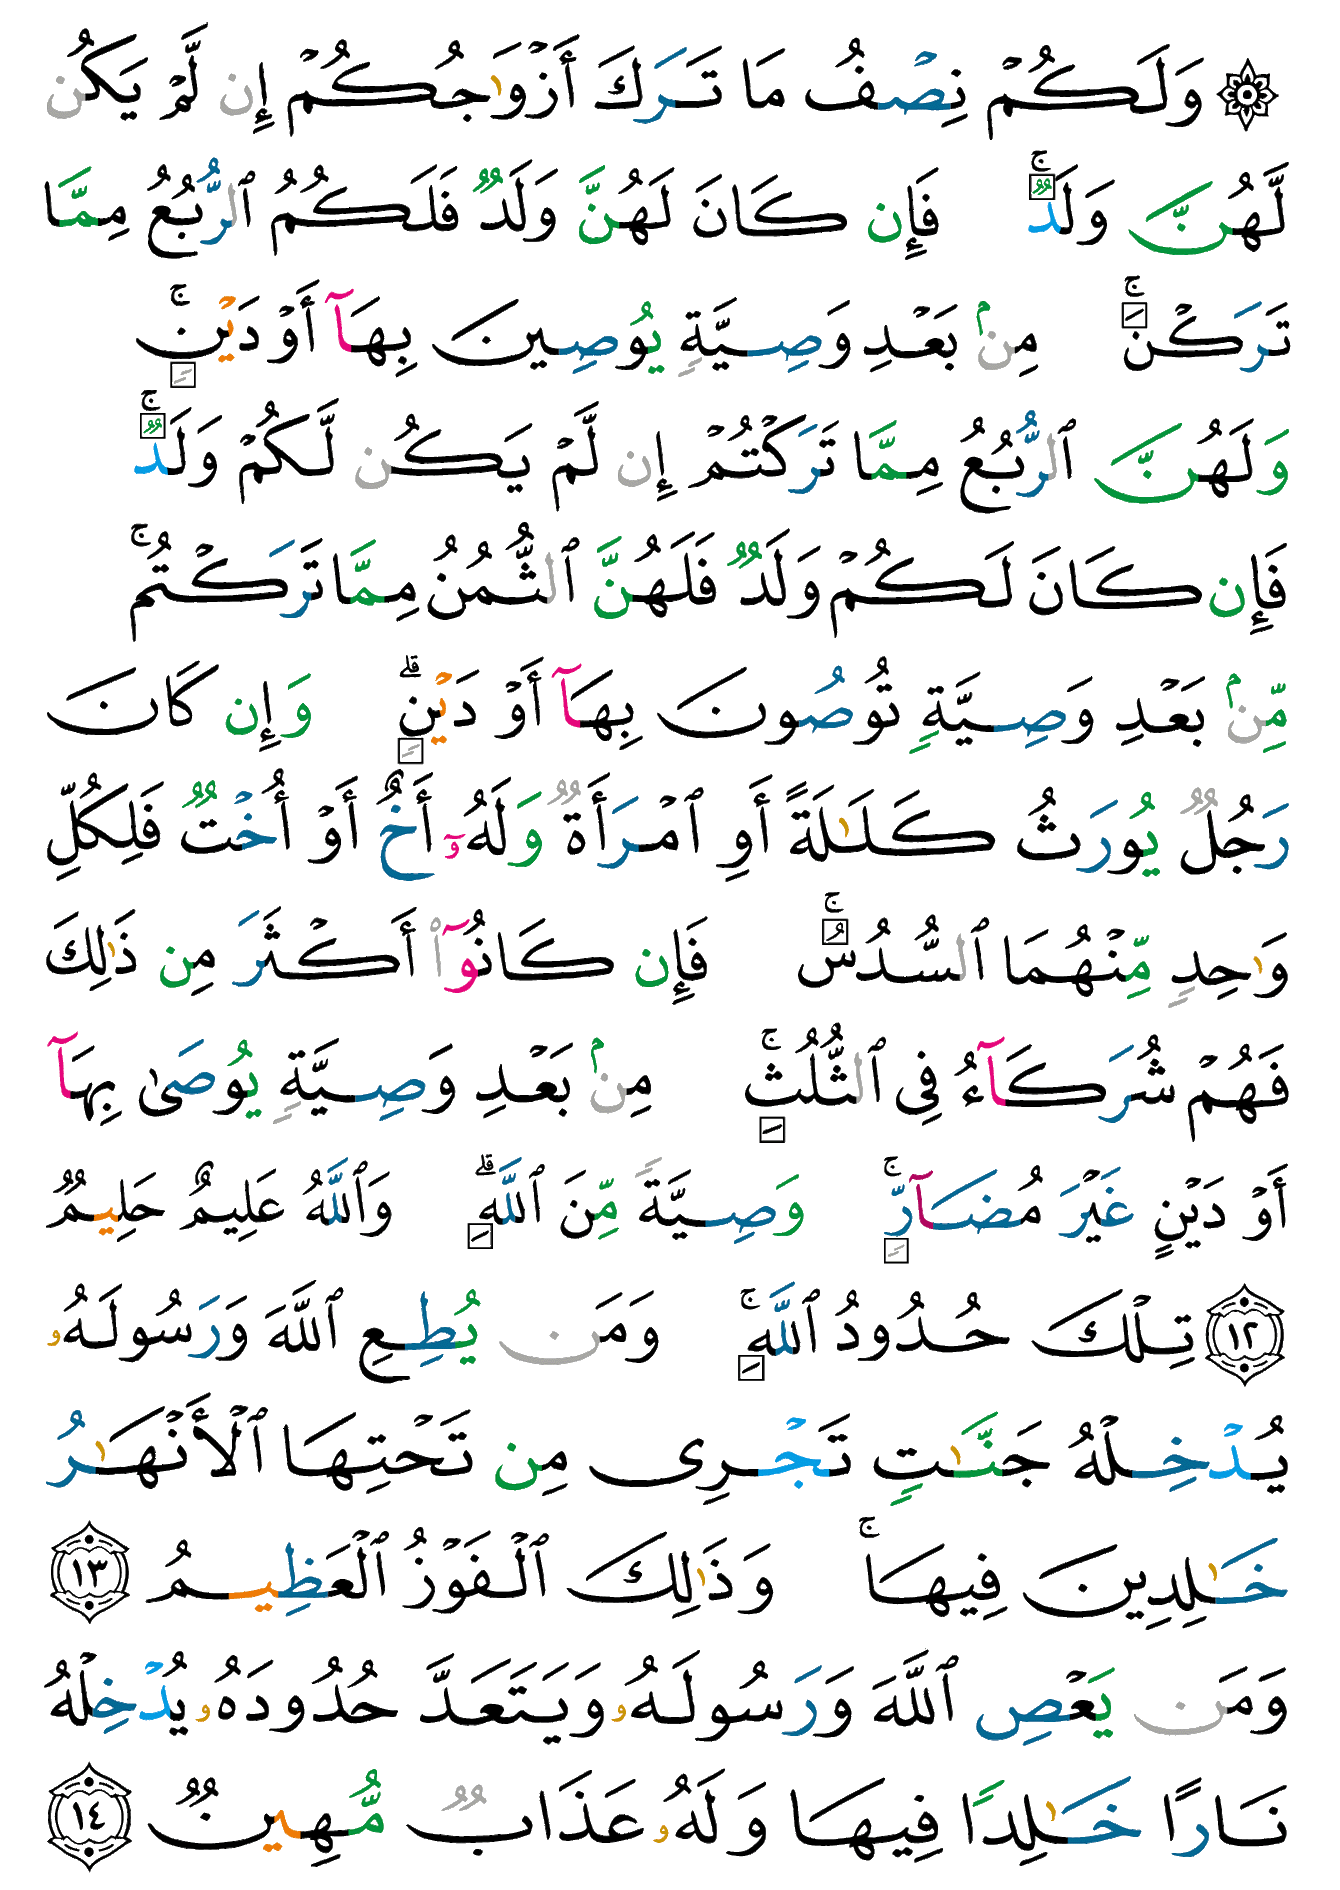 ۞ وَلَكُمْ نِصْفُ مَا تَرَكَ أَزْوَٰجُكُمْ إِن لَّمْ يَكُن
لَّهُنَّ وَلَدٌ ۚ فَإِن كَانَ لَهُنَّ وَلَدٌ فَلَكُمُ ٱلرُّبُعُ مِمَّا
تَرَكْنَ ۚ مِنۢ بَعْدِ وَصِيَّةٍ يُوصِينَ بِهَآ أَوْ دَيْنٍ ۚ
وَلَهُنَّ ٱلرُّبُعُ مِمَّا تَرَكْتُمْ إِن لَّمْ يَكُن لَّكُمْ وَلَدٌ ۚ
فَإِن كَانَ لَكُمْ وَلَدٌ فَلَهُنَّ ٱلثُّمُنُ مِمَّا تَرَكْتُم ۚ
مِّنۢ بَعْدِ وَصِيَّةٍ تُوصُونَ بِهَآ أَوْ دَيْنٍ ۗ وَإِن كَانَ
رَجُلٌ يُورَثُ كَلَٰلَةً أَوِ ٱمْرَأَةٌ وَلَهُۥٓ أَخٌ أَوْ أُخْتٌ فَلِكُلِّ
وَٰحِدٍ مِّنْهُمَا ٱلسُّدُسُ ۚ فَإِن كَانُوٓا۟ أَكْثَرَ مِن ذَٰلِكَ
فَهُمْ شُرَكَآءُ فِى ٱلثُّلُثِ ۚ مِنۢ بَعْدِ وَصِيَّةٍ يُوصَىٰ بِهَآ
أَوْ دَيْنٍ غَيْرَ مُضَآرٍّ ۚ وَصِيَّةً مِّنَ ٱللَّهِ ۗ وَٱللَّهُ عَلِيمٌ حَلِيمٌ
١٢ تِلْكَ حُدُودُ ٱللَّهِ ۚ وَمَن يُطِعِ ٱللَّهَ وَرَسُولَهُۥ
يُدْخِلْهُ جَنَّٰتٍ تَجْرِى مِن تَحْتِهَا ٱلْأَنْهَٰرُ
خَٰلِدِينَ فِيهَا ۚ وَذَٰلِكَ ٱلْفَوْزُ ٱلْعَظِيمُ ١٣
وَمَن يَعْصِ ٱللَّهَ وَرَسُولَهُۥ وَيَتَعَدَّ حُدُودَهُۥ يُدْخِلْهُ
نَارًا خَٰلِدًا فِيهَا وَلَهُۥ عَذَابٌ مُّهِينٌ ١٤